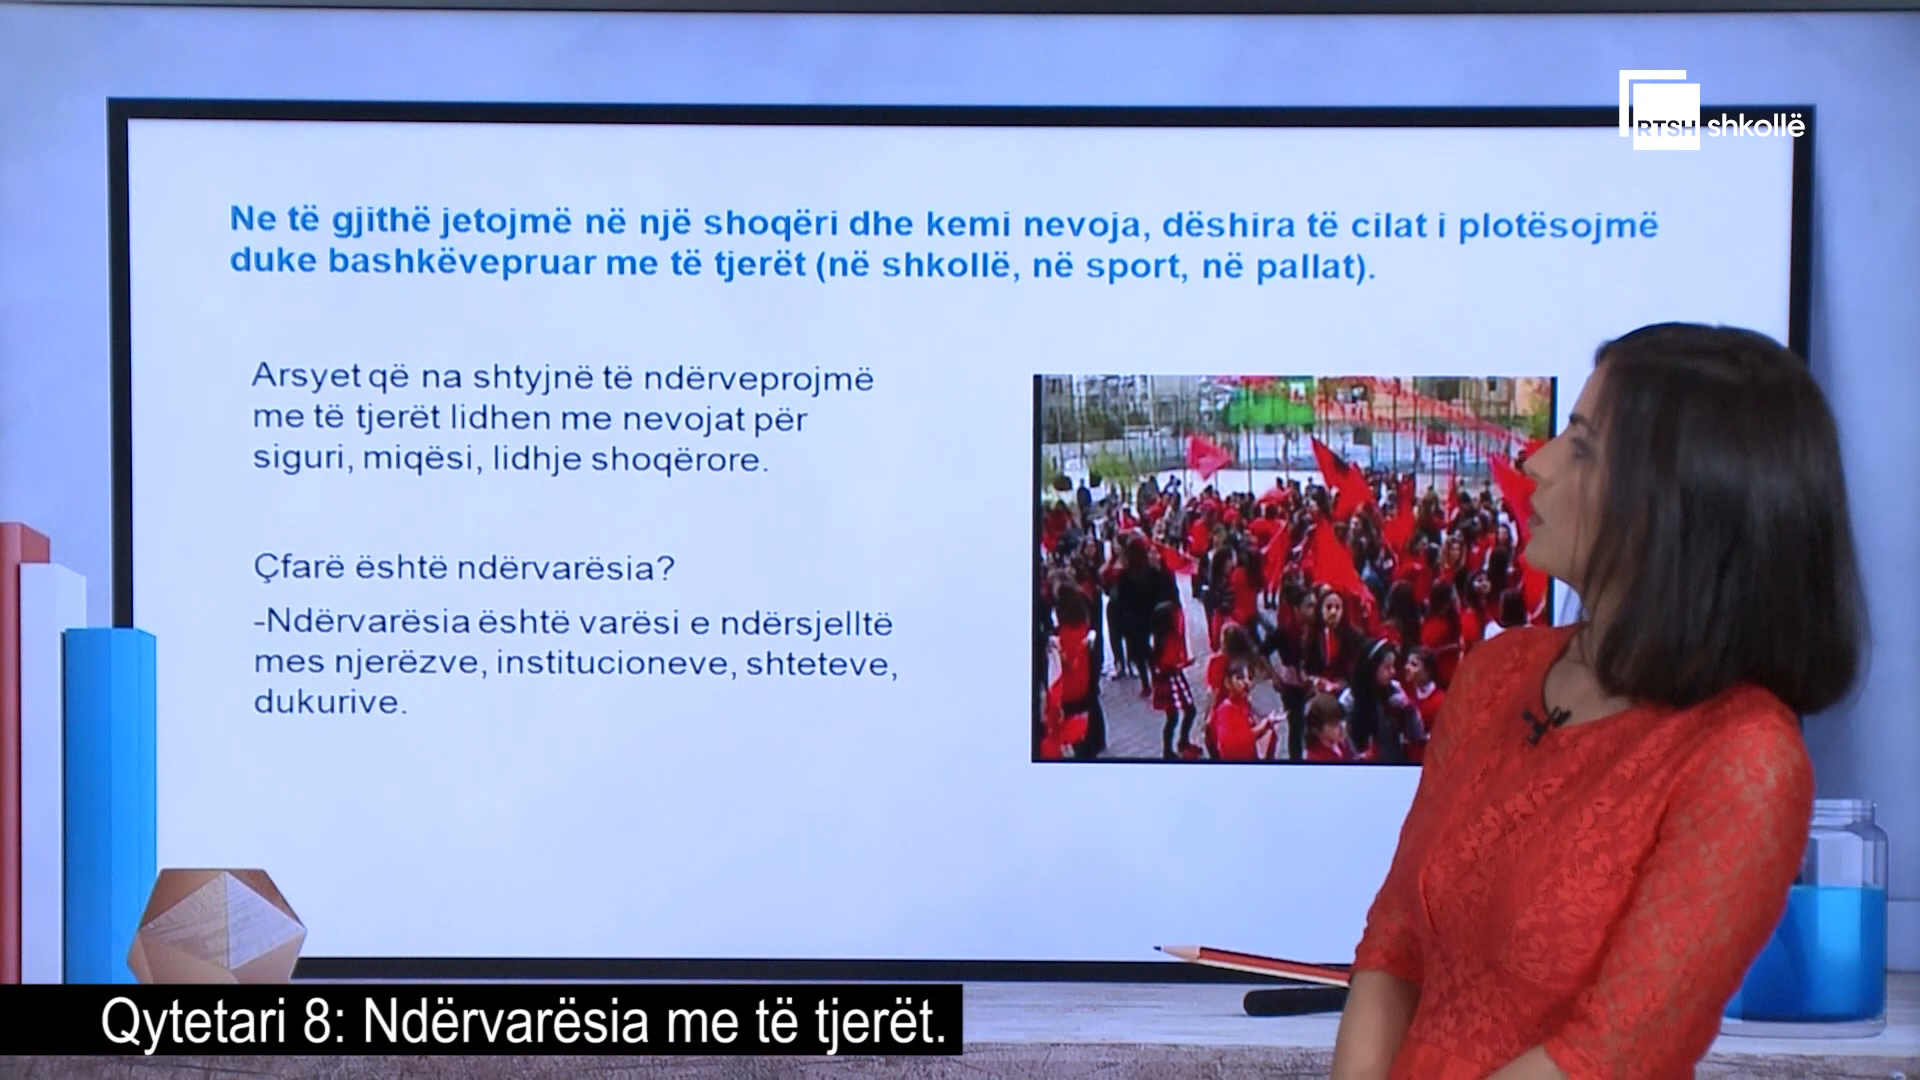 RTSH shkollë
Ne të gjithë jetojmë në një shoqëri dhe kemi nevoja, dëshira të cilat i plotësojmë
duke bashkëvepruar me të tjerët (në shkollë, në sport, në pallat).
Arsyet që na shtyjnë të ndërveprojmë
me të tjerët lidhen me nevojat për
siguri, miqësi, lidhje shoqërore.
Çfarë është ndërvarësia?
-Ndërvarësia është varësi e ndërsjelltë
mes njerëzve, institucioneve, shteteve,
dukurive.
Qytetari 8: Ndërvarësia me të tjerët.